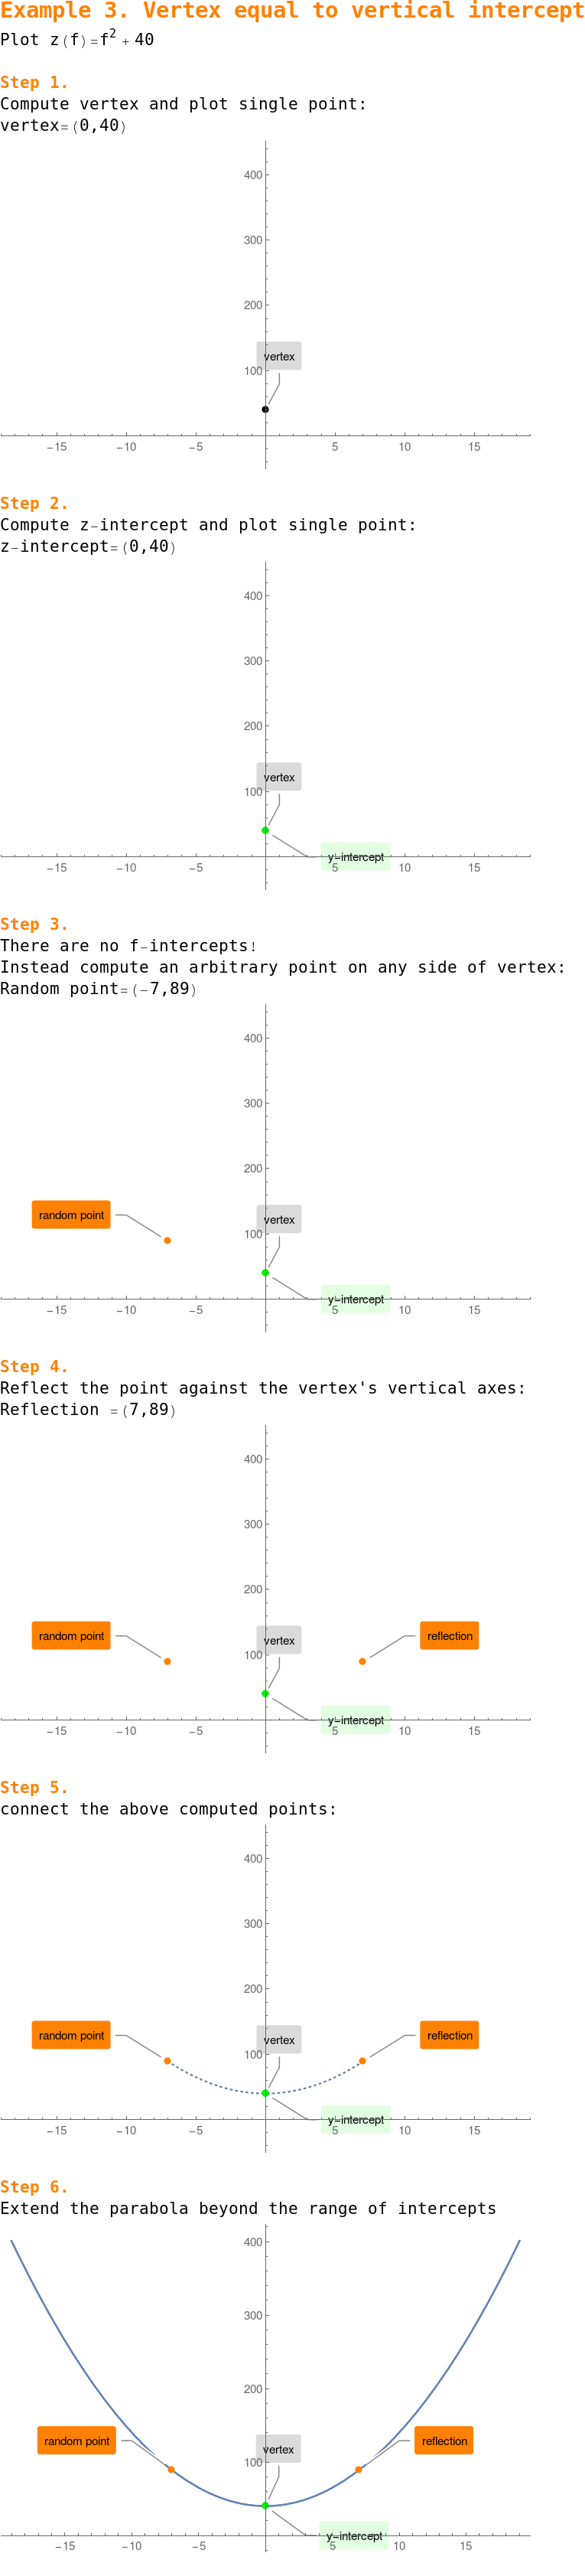 Example 3. Vertex equal to vertical intercept
Plot z(f)=f² + 40
Step 1.
Compute vertex and plot single point:
vertex=(0,40)
400
300
200
vertex
100
−15 −10 −5 5 10 15
Step 2.
Compute z-intercept and plot single point:
z-intercept=(0,40)
400
300
200
vertex
100
y−intercept
−15 −10 −5 5 10 15
Step 3.
There are no f-intercepts!
Instead compute an arbitrary point on any side of vertex:
Random point=(-7,89)
400
300
200
random point vertex
100
y−intercept
−15 −10 −5 5 10 15
Step 4.
Reflect the point against the vertex's vertical axes:
Reflection =(7,89)
400
300
200
random point vertex reflection
100
y−intercept
−15 −10 −5 5 10 15
Step 5.
connect the above computed points:
400
300
200
random point vertex reflection
100
y−intercept
−15 −10 −5 5 10 15
Step 6.
Extend the parabola beyond the range of intercepts
400
300
200
random point vertex reflection
100
y−intercept
−15 −10 −5 5 10 15